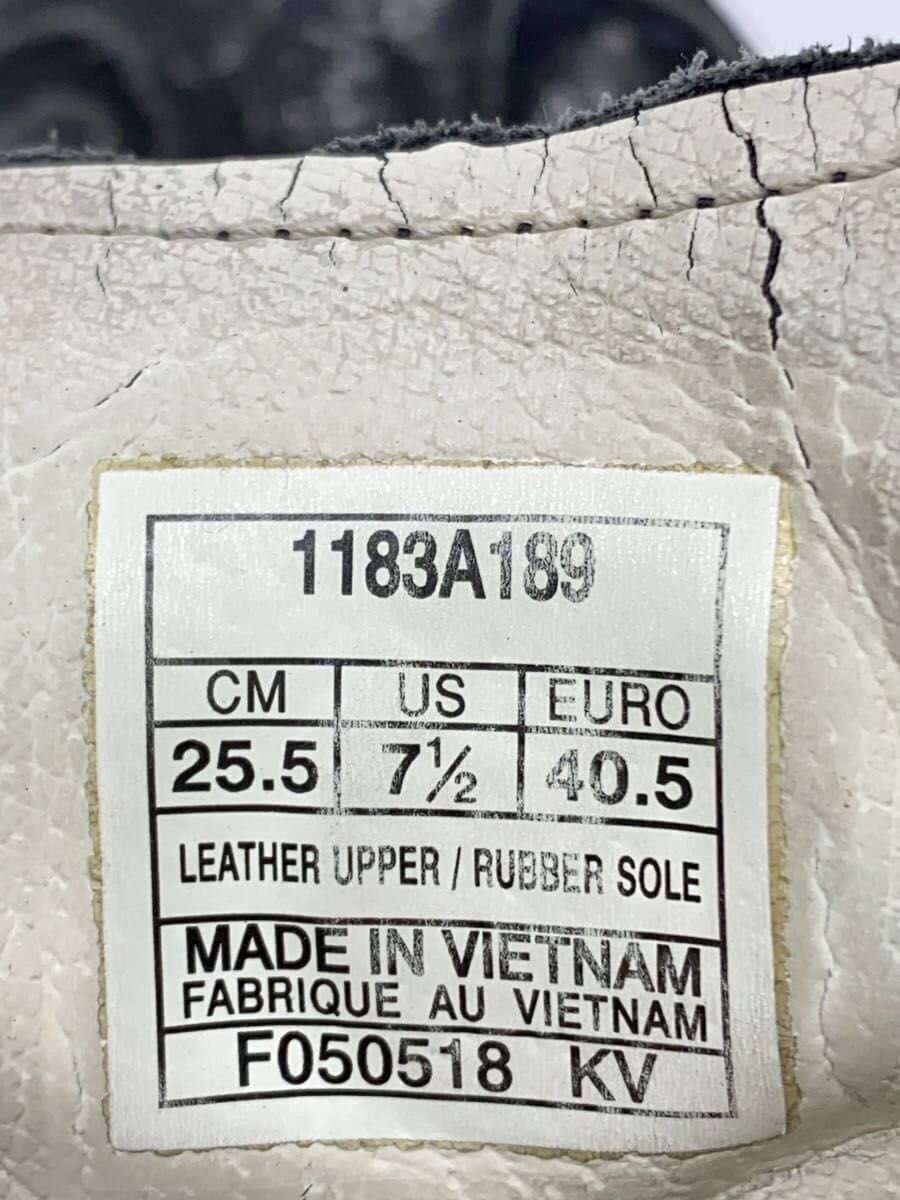 1183A189
CM US EURO
25.5 7½ 40.5
LEATHER UPPER / RUBBER SOLE
MADE IN VIETNAM
FABRIQUE AU VIETNAM
F050518 KV